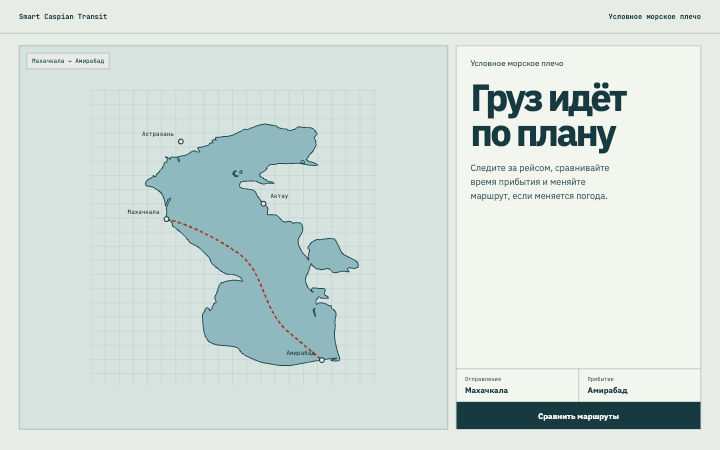 Smart Caspian Transit
Условное морское плечо
Махачкала → Амирабад
Астрахань
Актау
Махачкала
Амирабад
Условное морское плечо
Груз идёт
по плану
Следите за рейсом, сравнивайте
время прибытия и меняйте
маршрут, если меняется погода.
Отправление
Махачкала
Прибытие
Амирабад
Сравнить маршруты